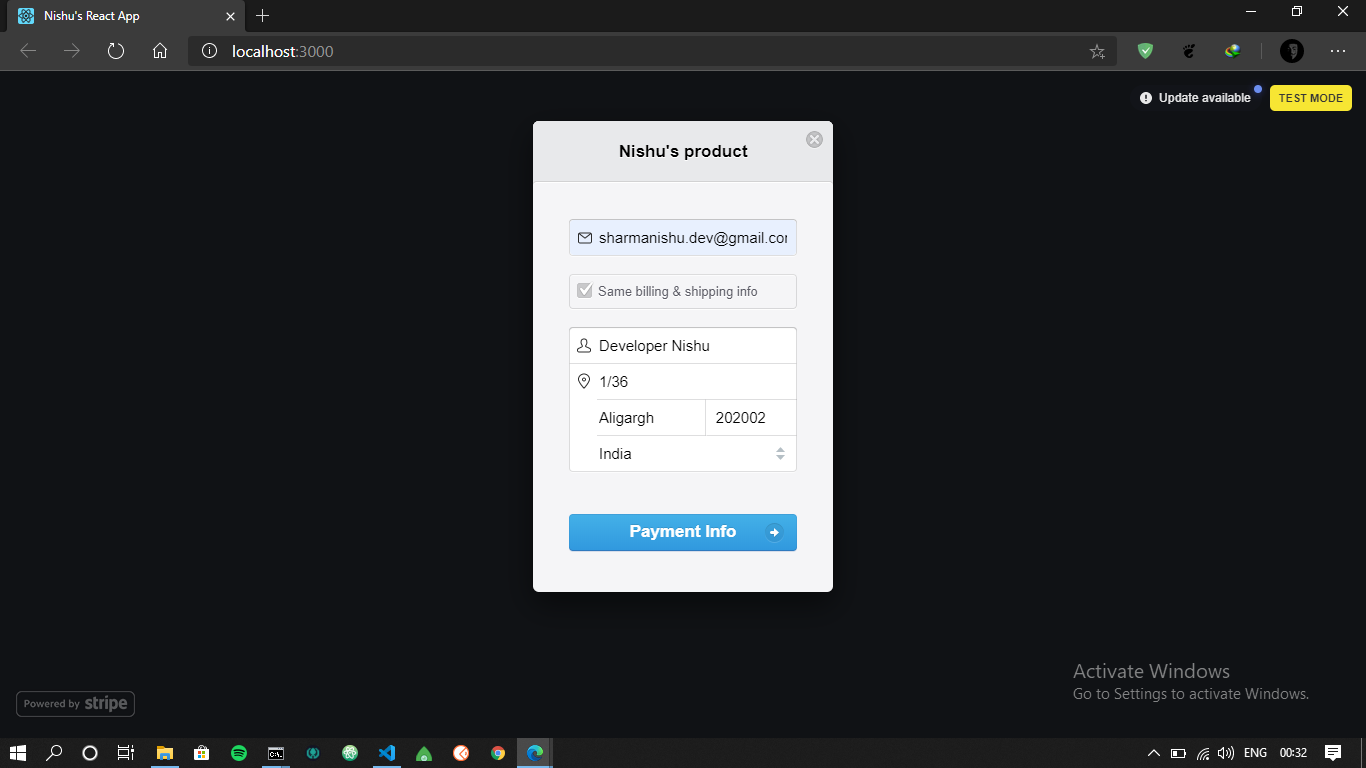 Nishu's React App
localhost:3000
Update available
TEST MODE
Nishu's product
sharmanishu.dev@gmail.cor
Same billing & shipping info
Developer Nishu
1/36
Aligargh 202002
India
Payment Info
Activate Windows
Go to Settings to activate Windows.
Powered by stripe
ENG 00:32